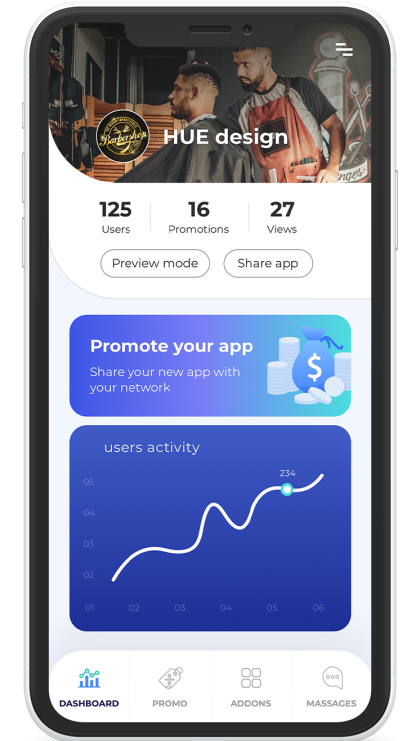 Barbershop
HUE design
125 16 27
Users Promotions Views
Preview mode Share app
Promote your app
Share your new app with
your network
$
users activity
234
05
04
03
02
01 02 03 04 05 06
DASHBOARD PROMO ADDONS MASSAGES